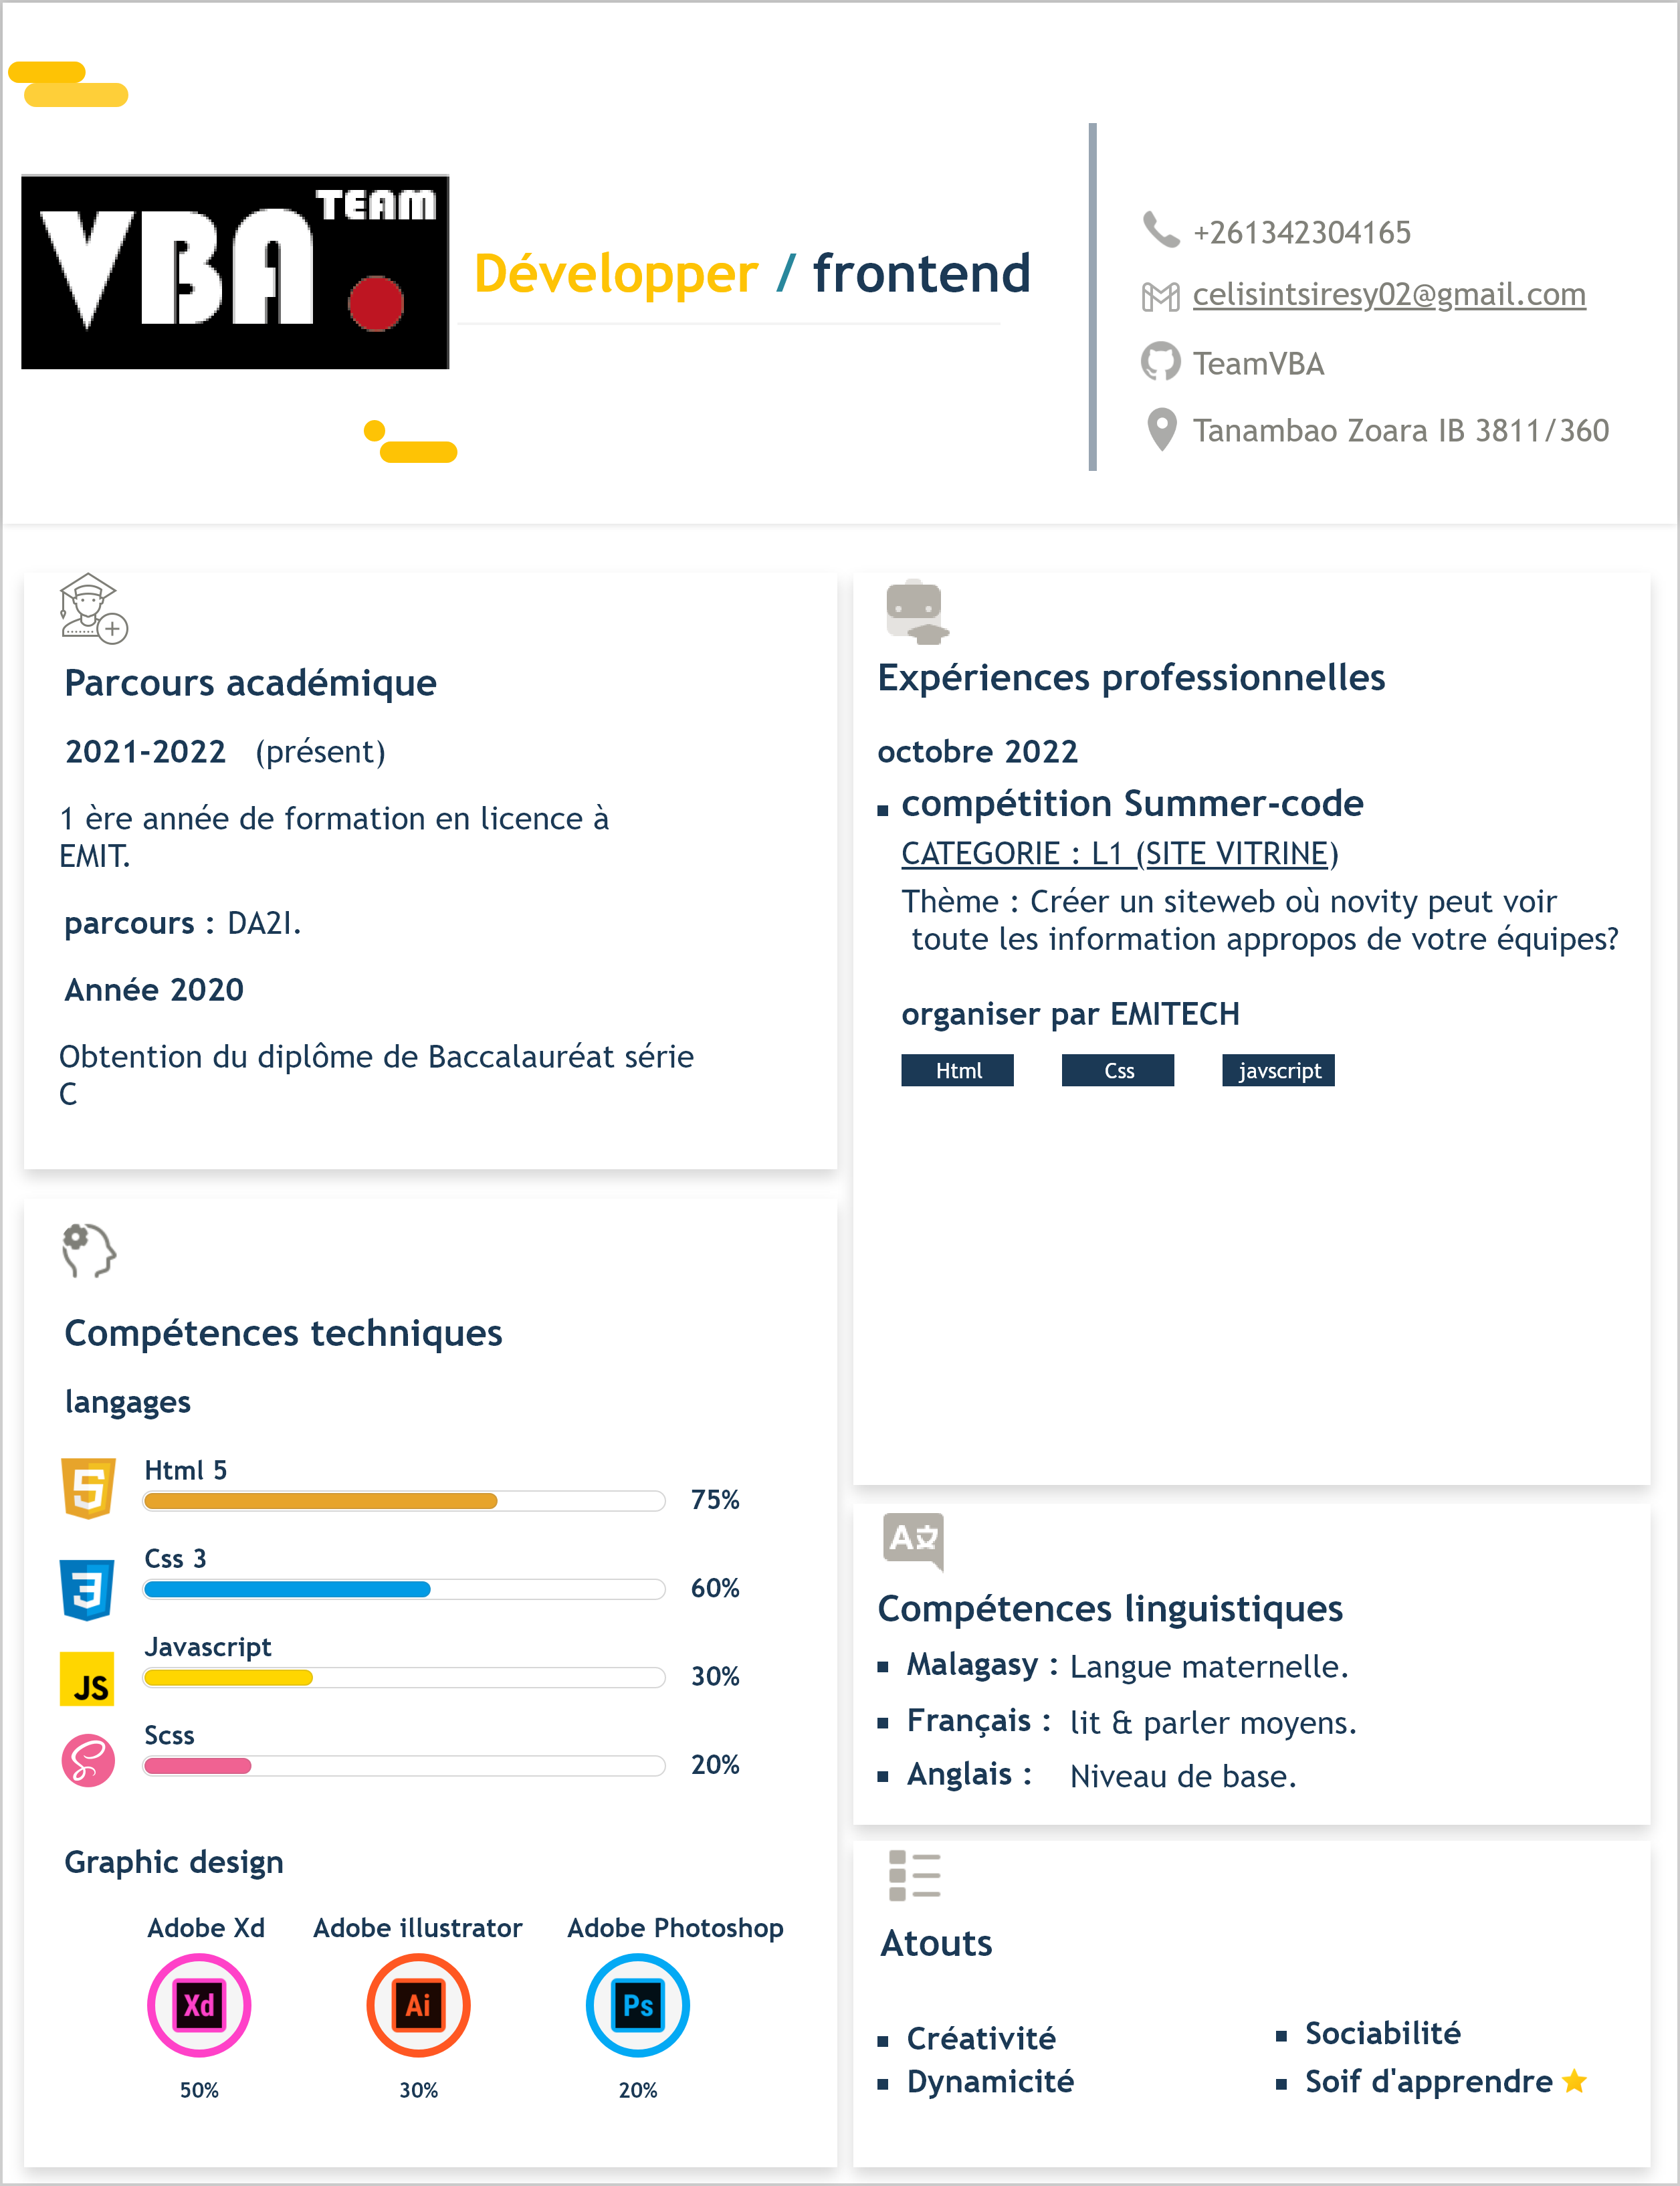 VBA TEAM
Développer / frontend
+261342304165
celisintsiresy02@gmail.com
TeamVBA
Tanambao Zoara IB 3811/360
Parcours académique
2021-2022 (présent)
1 ère année de formation en licence à
EMIT.
parcours : DA2I.
Année 2020
Obtention du diplôme de Baccalauréat série
C
Compétences techniques
langages
5
Html 5
75%
3
Css 3
60%
JS
Javascript
30%
S
Scss
20%
Graphic design
Adobe Xd Adobe illustrator Adobe Photoshop
Xd Ai Ps
50% 30% 20%
Expériences professionnelles
octobre 2022
compétition Summer-code
CATEGORIE : L1 (SITE VITRINE)
Thème : Créer un siteweb où novity peut voir
toute les information appropos de votre équipes?
organiser par EMITECH
Html Css javscript
A文
Compétences linguistiques
Malagasy : Langue maternelle.
Français : lit & parler moyens.
Anglais : Niveau de base.
Atouts
Créativité
Dynamicité
Sociabilité
Soif d'apprendre